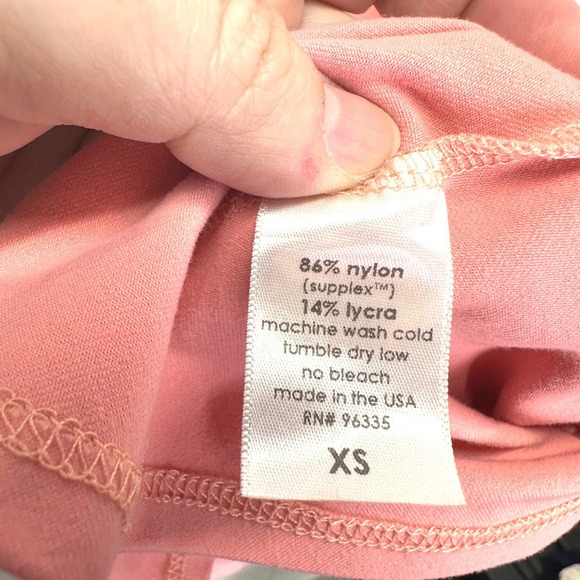 86% nylon
(supplex™)
14% lycra
machine wash cold
tumble dry low
no bleach
made in the USA
RN# 96335
XS